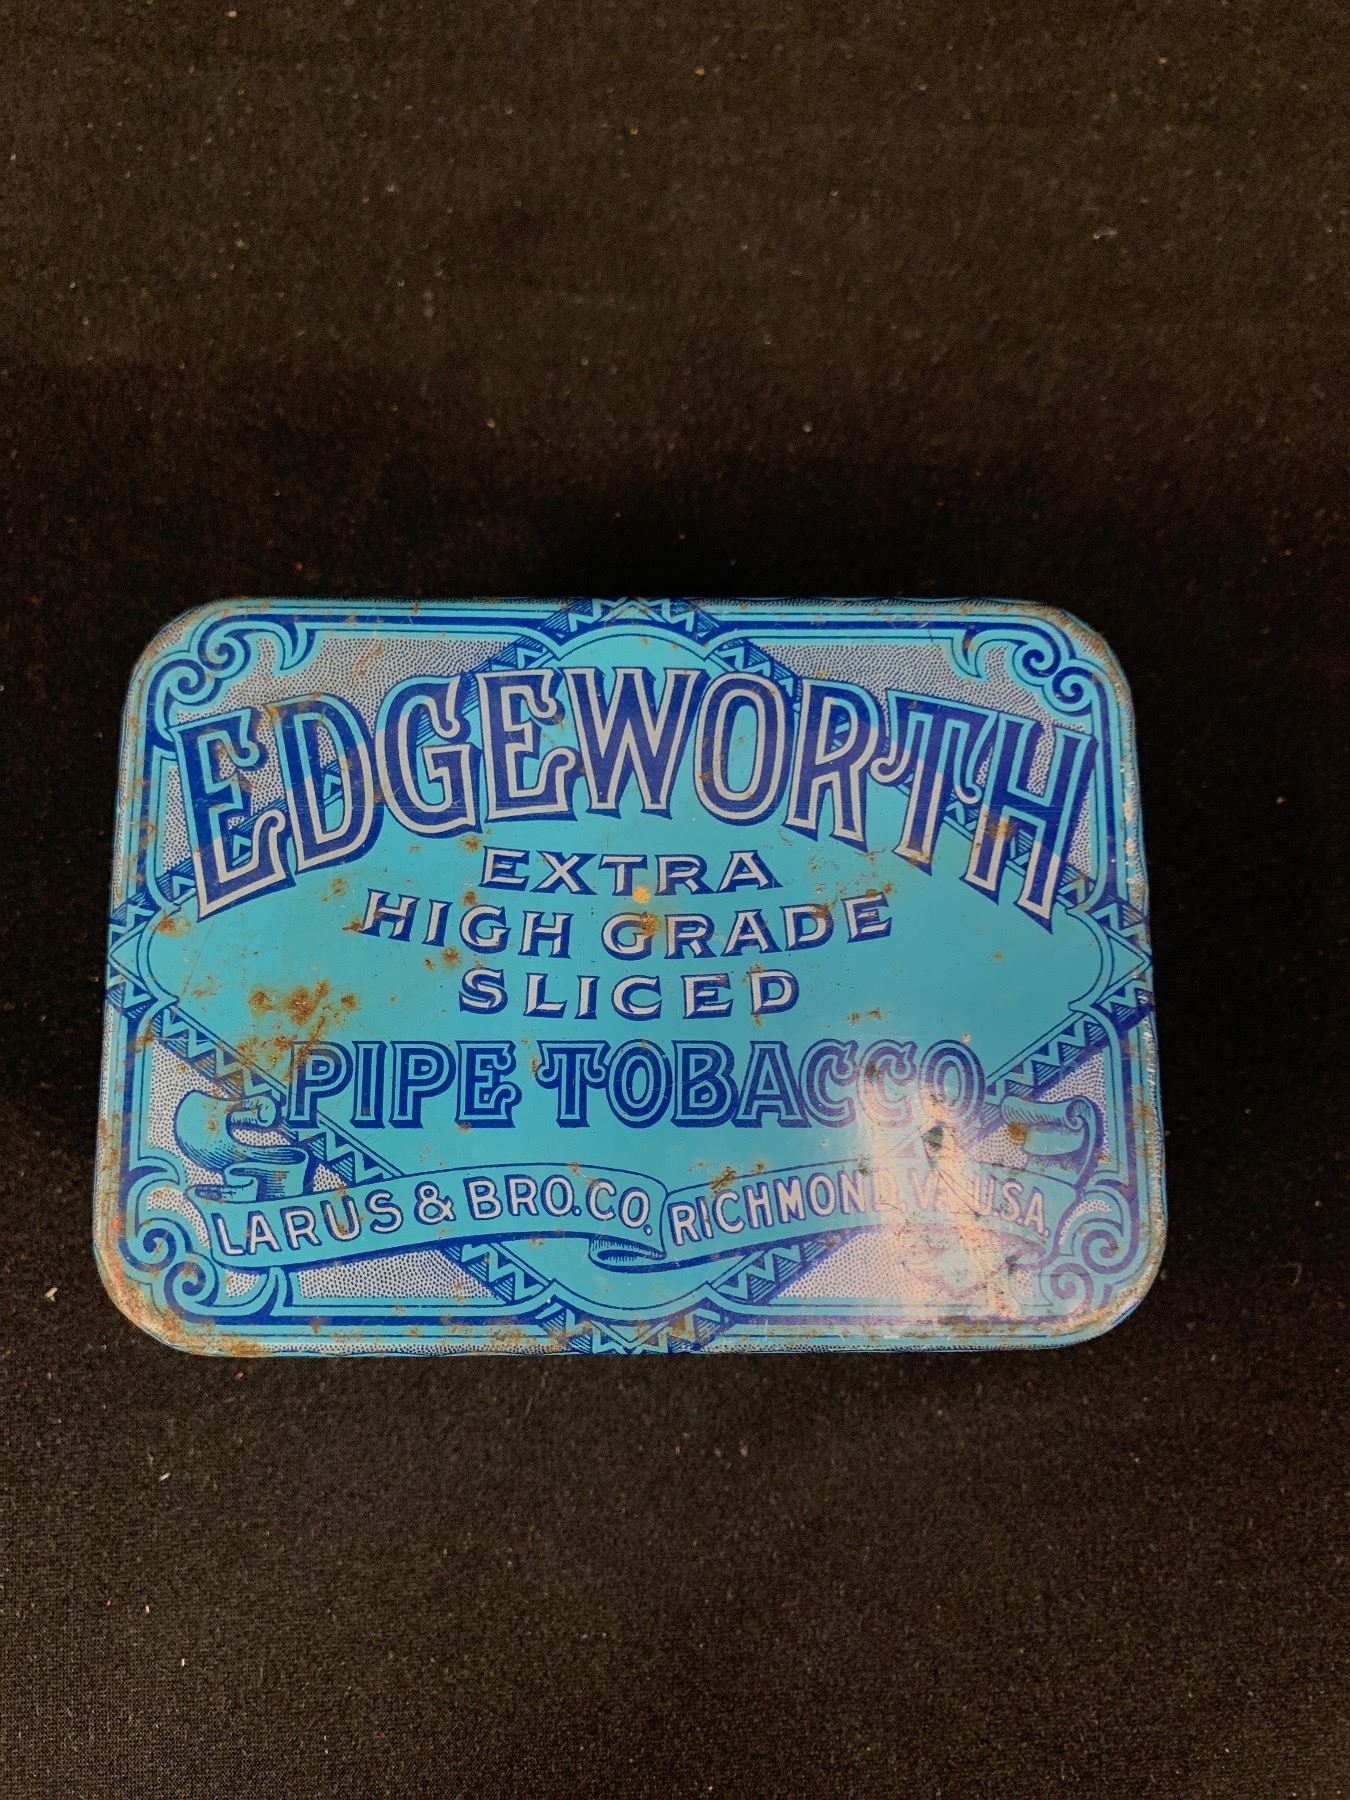 EDGEWORTH
EXTRA
HIGH GRADE
SLICED
PIPE TOBACCO
LARUS & BRO. CO. RICHMOND, VA. U.S.A.